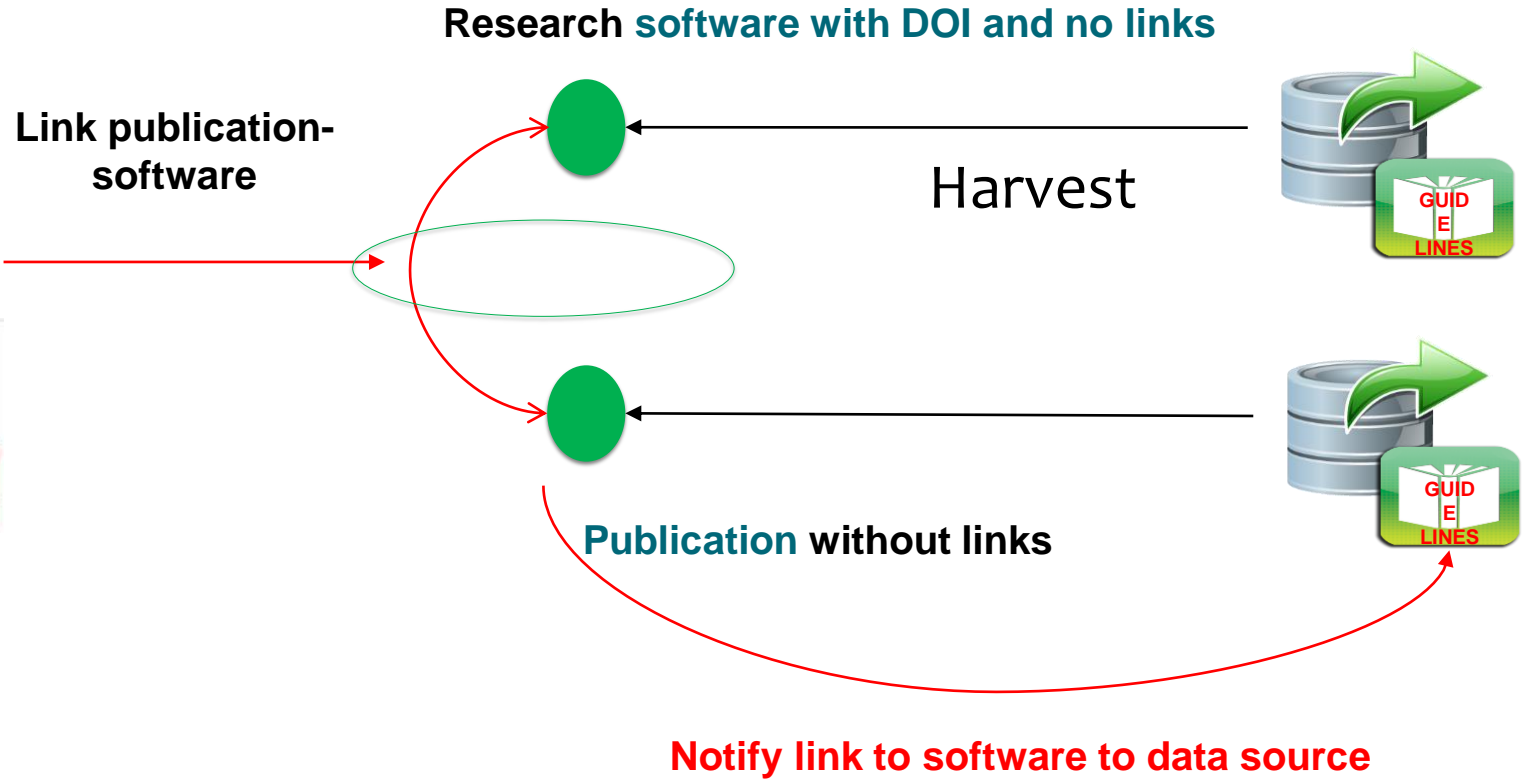 Research software with DOI and no links
Link publication-
software
Harvest
GUID
E
LINES
GUID
E
LINES
Publication without links
Notify link to software to data source